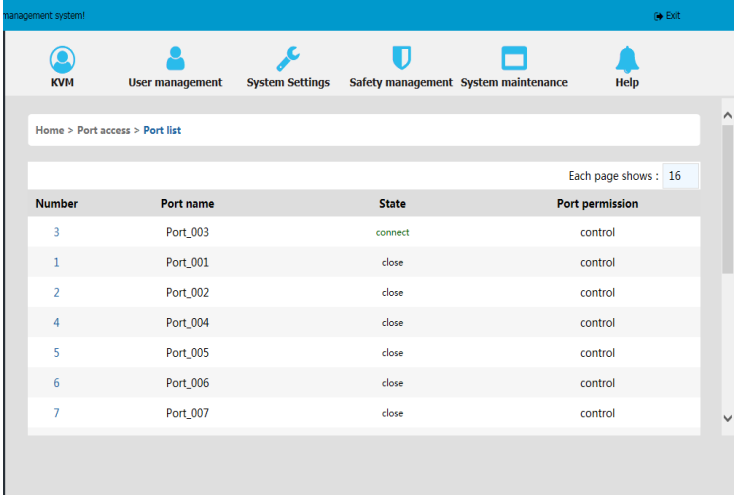 management system! Exit
KVM User management System Settings Safety management System maintenance Help
Home > Port access > Port list
Each page shows : 16
Number Port name State Port permission
3 Port_003 connect control
1 Port_001 close control
2 Port_002 close control
4 Port_004 close control
5 Port_005 close control
6 Port_006 close control
7 Port_007 close control